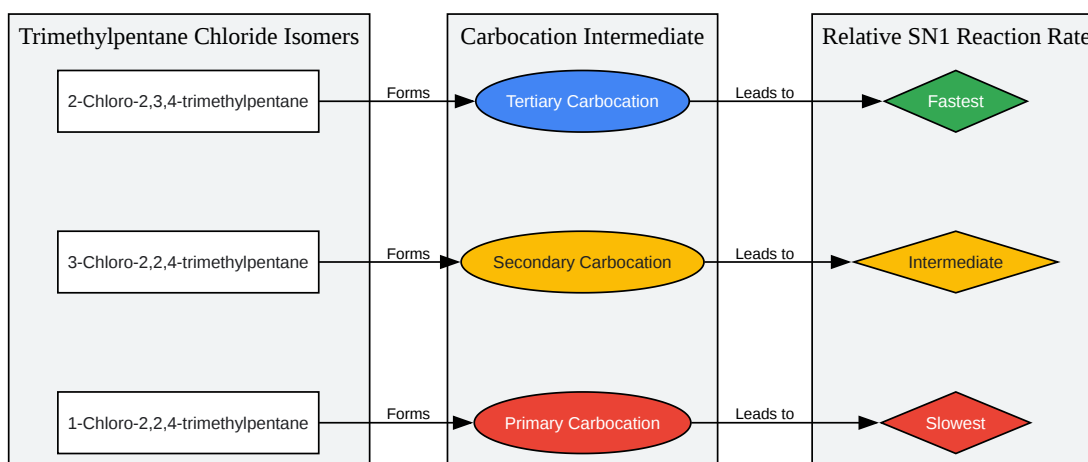 Trimethylpentane Chloride Isomers
Carbocation Intermediate
Relative SN1 Reaction Rate
2-Chloro-2,3,4-trimethylpentane
Forms
Tertiary Carbocation
Leads to
Fastest
3-Chloro-2,2,4-trimethylpentane
Forms
Secondary Carbocation
Leads to
Intermediate
1-Chloro-2,2,4-trimethylpentane
Forms
Primary Carbocation
Leads to
Slowest